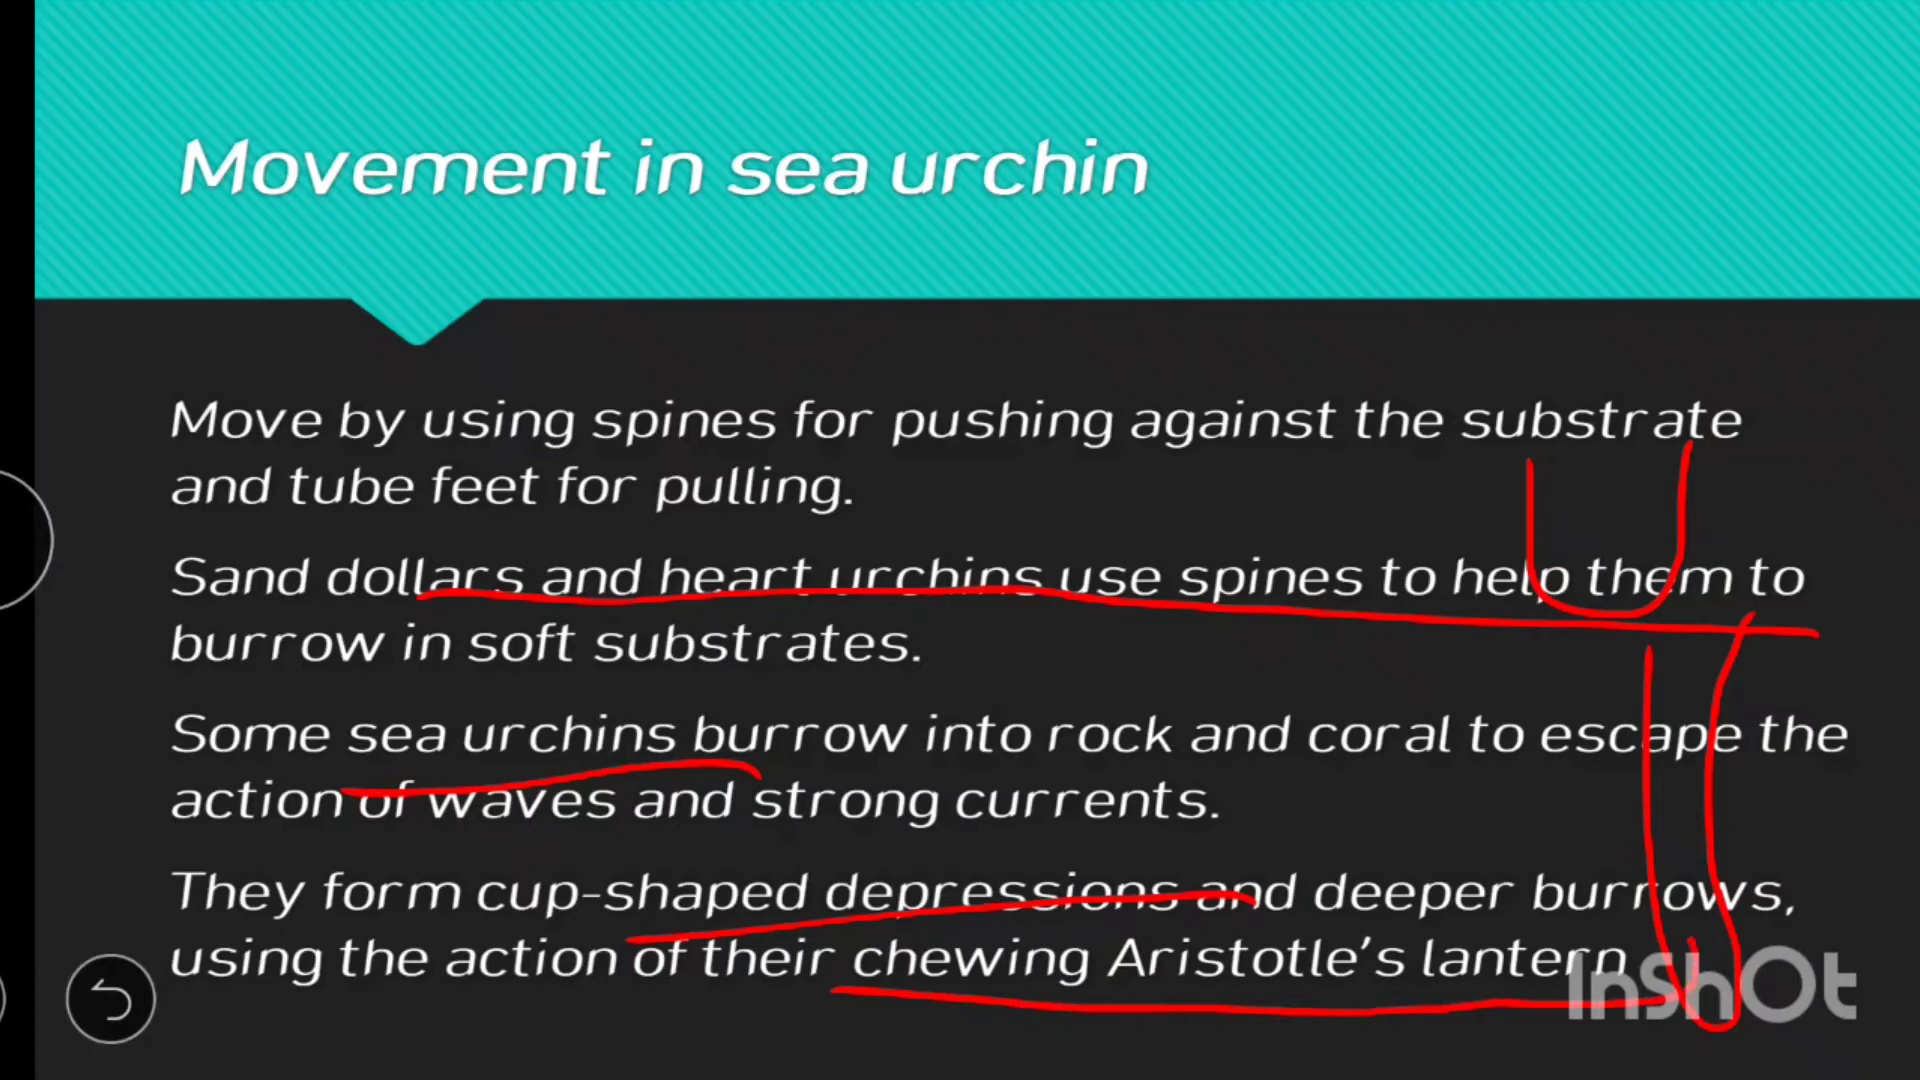 Movement in sea urchin
Move by using spines for pushing against the substrate
and tube feet for pulling.
Sand dollars and heart urchins use spines to help them to
burrow in soft substrates.
Some sea urchins burrow into rock and coral to escape the
action of waves and strong currents.
They form cup-shaped depressions and deeper burrows,
using the action of their chewing Aristotle's lantern
InShOt